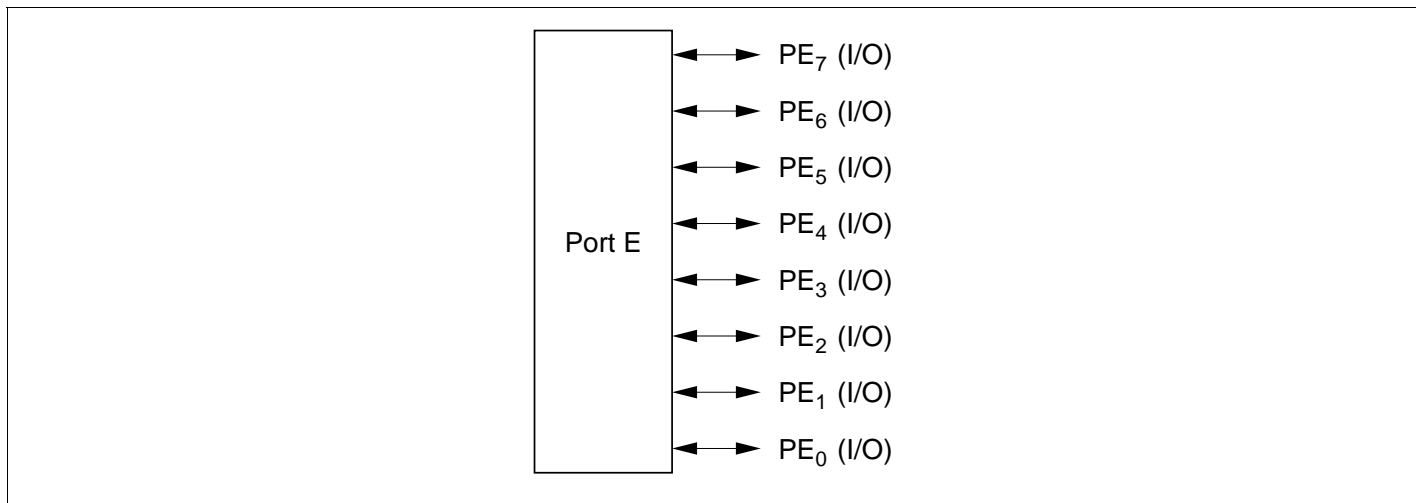 PE7 (I/O)
PE6 (I/O)
PE5 (I/O)
PE4 (I/O)
Port E
PE3 (I/O)
PE2 (I/O)
PE1 (I/O)
PE0 (I/O)